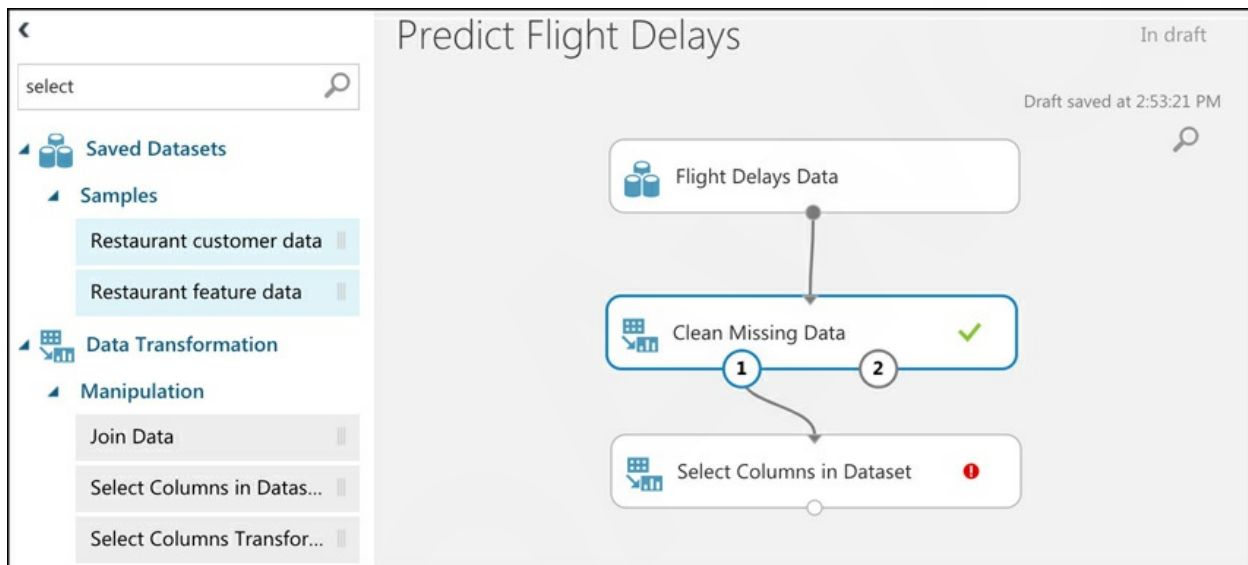 Predict Flight Delays
In draft
select
Draft saved at 2:53:21 PM
Saved Datasets
Samples
Restaurant customer data
Restaurant feature data
Data Transformation
Manipulation
Join Data
Select Columns in Datas...
Select Columns Transfor...
Flight Delays Data
Clean Missing Data
1
2
Select Columns in Dataset